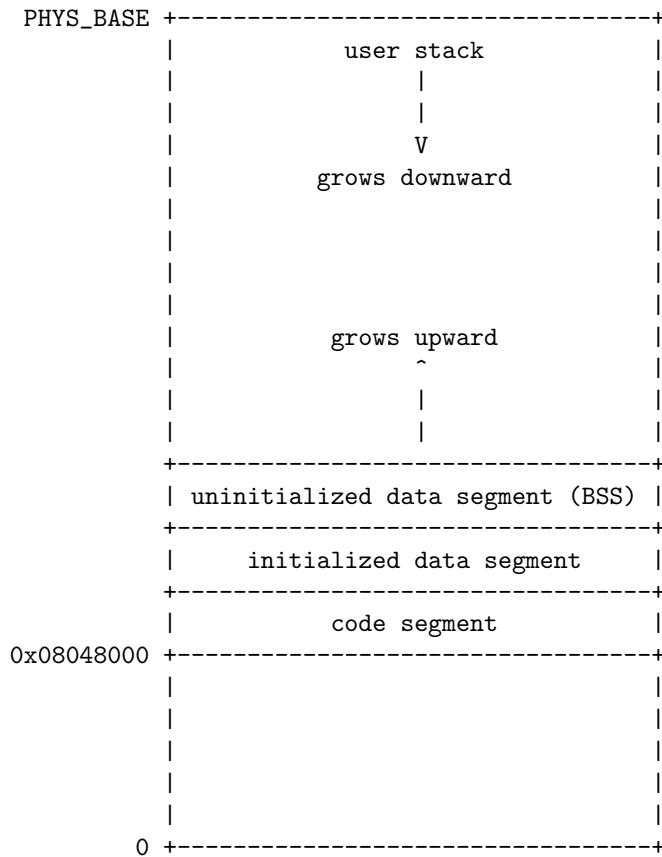 PHYS_BASE +----------------------------------+
|            user stack            |
|                 |                |
|                 |                |
|                 V                |
|          grows downward          |
|                                  |
|                                  |
|                                  |
|                                  |
|           grows upward           |
|                 ^                |
|                 |                |
|                 |                |
+----------------------------------+
| uninitialized data segment (BSS) |
+----------------------------------+
|     initialized data segment     |
+----------------------------------+
|           code segment           |
0x08048000 +----------------------------------+
|                                  |
|                                  |
|                                  |
|                                  |
|                                  |
0 +----------------------------------+